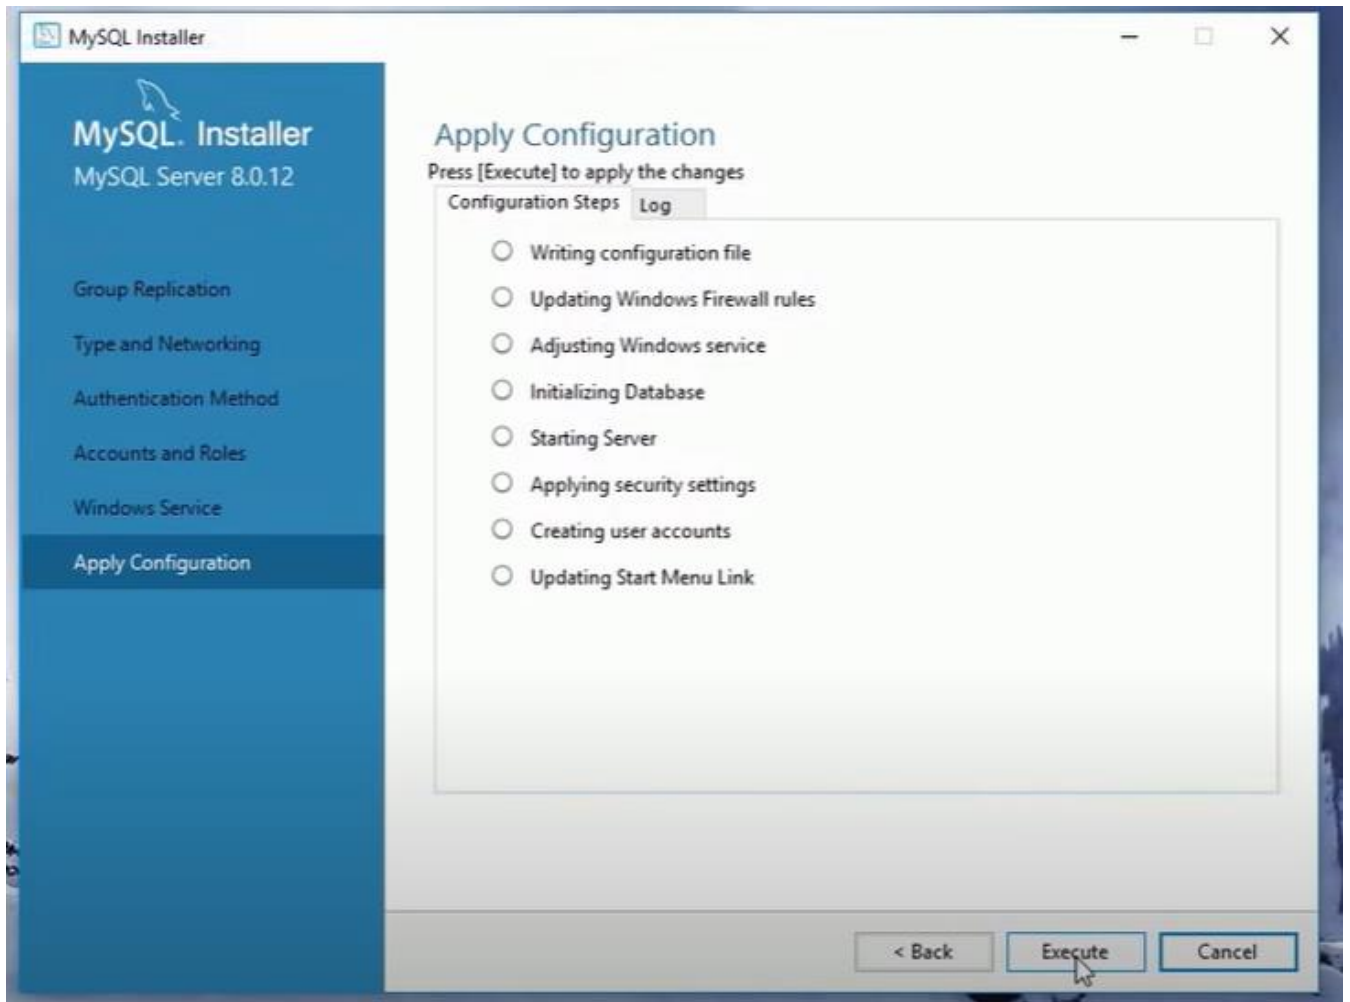 MySQL Installer
MySQL. Installer
MySQL Server 8.0.12
Group Replication
Type and Networking
Authentication Method
Accounts and Roles
Windows Service
Apply Configuration
Apply Configuration
Press [Execute] to apply the changes
Configuration Steps Log
Writing configuration file
Updating Windows Firewall rules
Adjusting Windows service
Initializing Database
Starting Server
Applying security settings
Creating user accounts
Updating Start Menu Link
< Back Execute Cancel